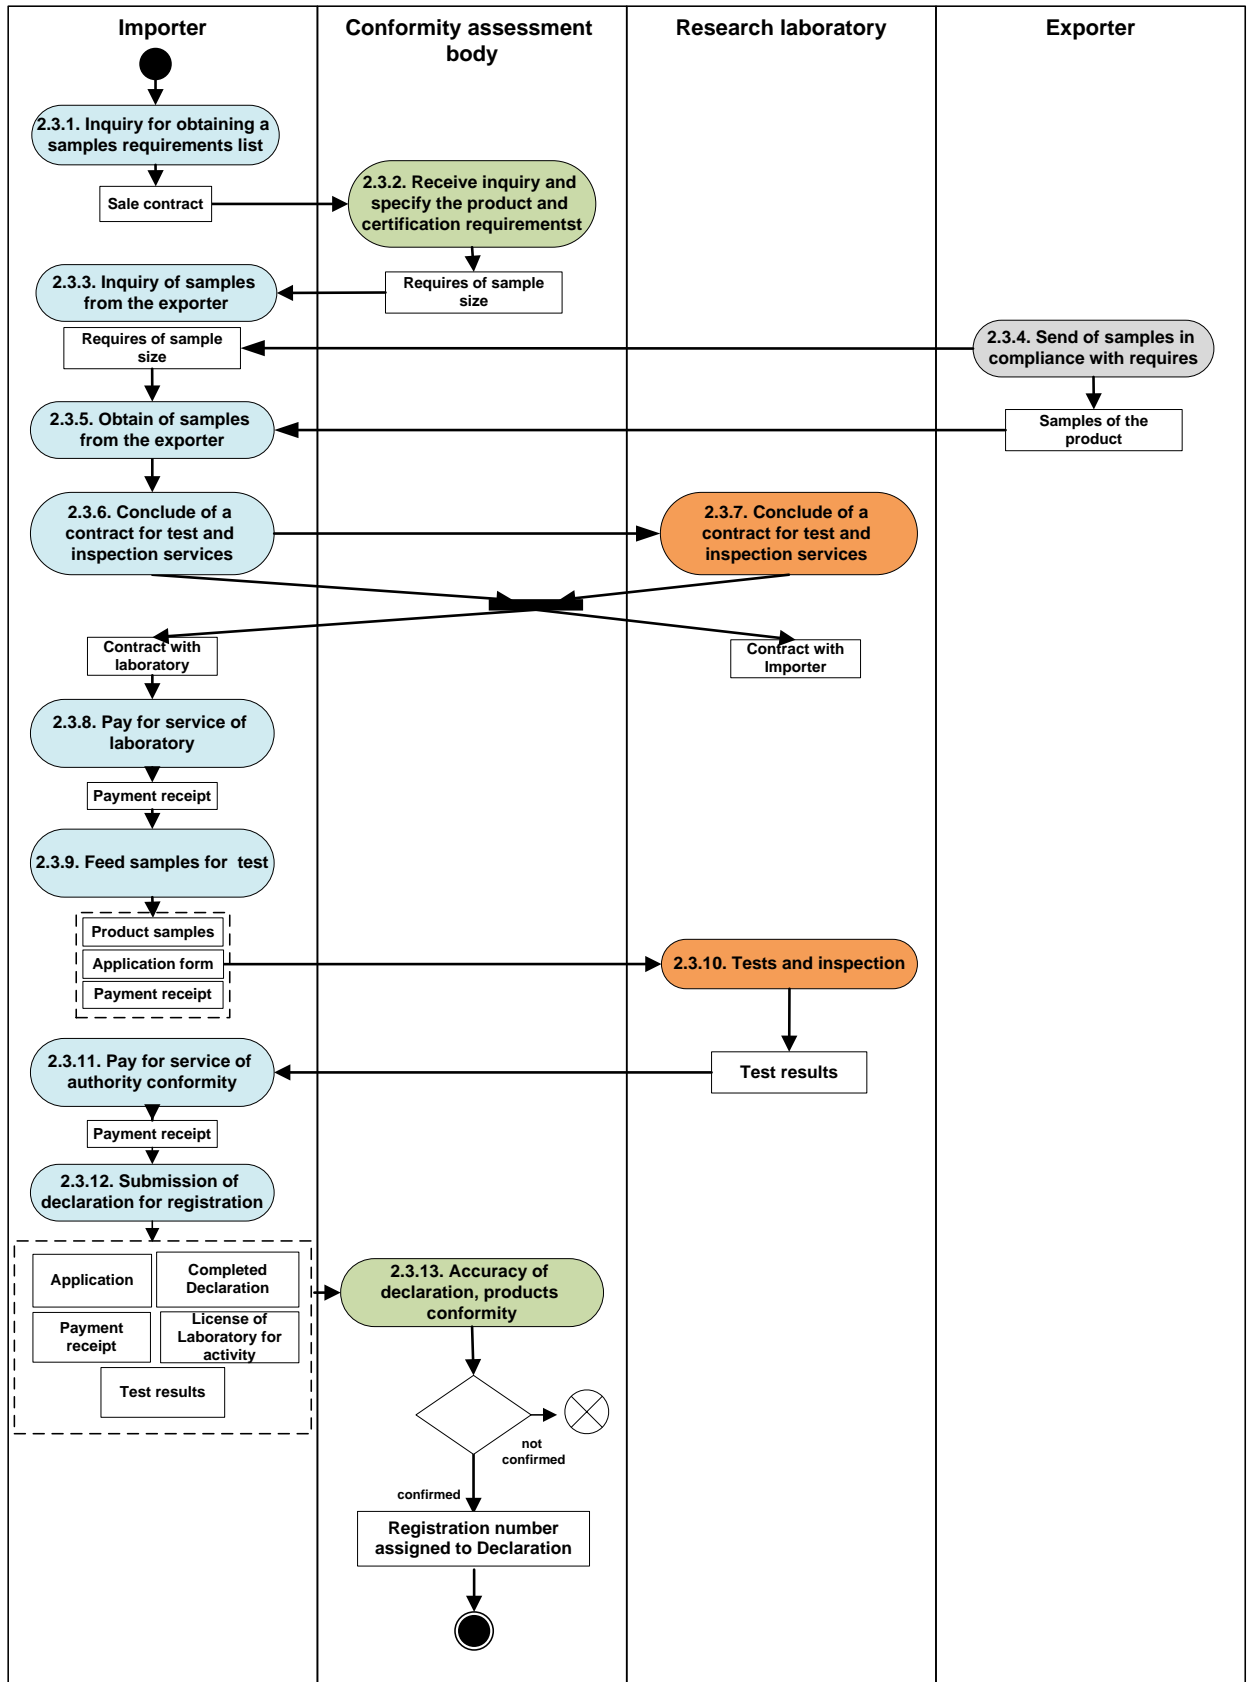 Importer
Conformity assessment
body
Research laboratory
Exporter
2.3.1. Inquiry for obtaining a
samples requirements list
Sale contract
2.3.2. Receive inquiry and
specify the product and
certification requirementst
Requires of sample
size
2.3.3. Inquiry of samples
from the exporter
Requires of sample
size
2.3.4. Send of samples in
compliance with requires
Samples of the
product
2.3.5. Obtain of samples
from the exporter
2.3.6. Conclude of a
contract for test and
inspection services
2.3.7. Conclude of a
contract for test and
inspection services
Contract with
laboratory
Contract with
Importer
2.3.8. Pay for service of
laboratory
Payment receipt
2.3.9. Feed samples for  test
Product samples
Application form
Payment receipt
2.3.10. Tests and inspection
Test results
2.3.11. Pay for service of
authority conformity
Payment receipt
2.3.12. Submission of
declaration for registration
Application
Completed
Declaration
Payment
receipt
License of
Laboratory for
activity
Test results
2.3.13. Accuracy of
declaration, products
conformity
not
confirmed
confirmed
Registration number
assigned to Declaration